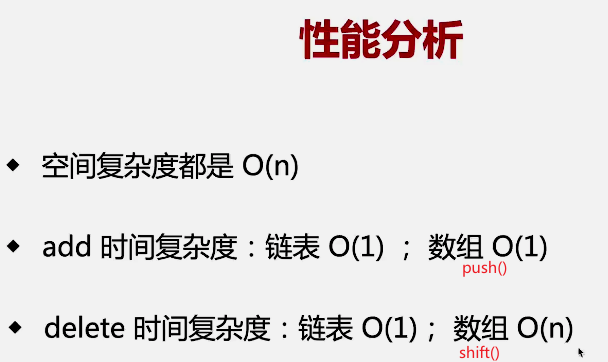 性能分析
◆ 空间复杂度都是 O(n)
◆ add 时间复杂度：链表 O(1) ； 数组 O(1)
push()
◆ delete 时间复杂度：链表 O(1)； 数组 O(n)
shift()